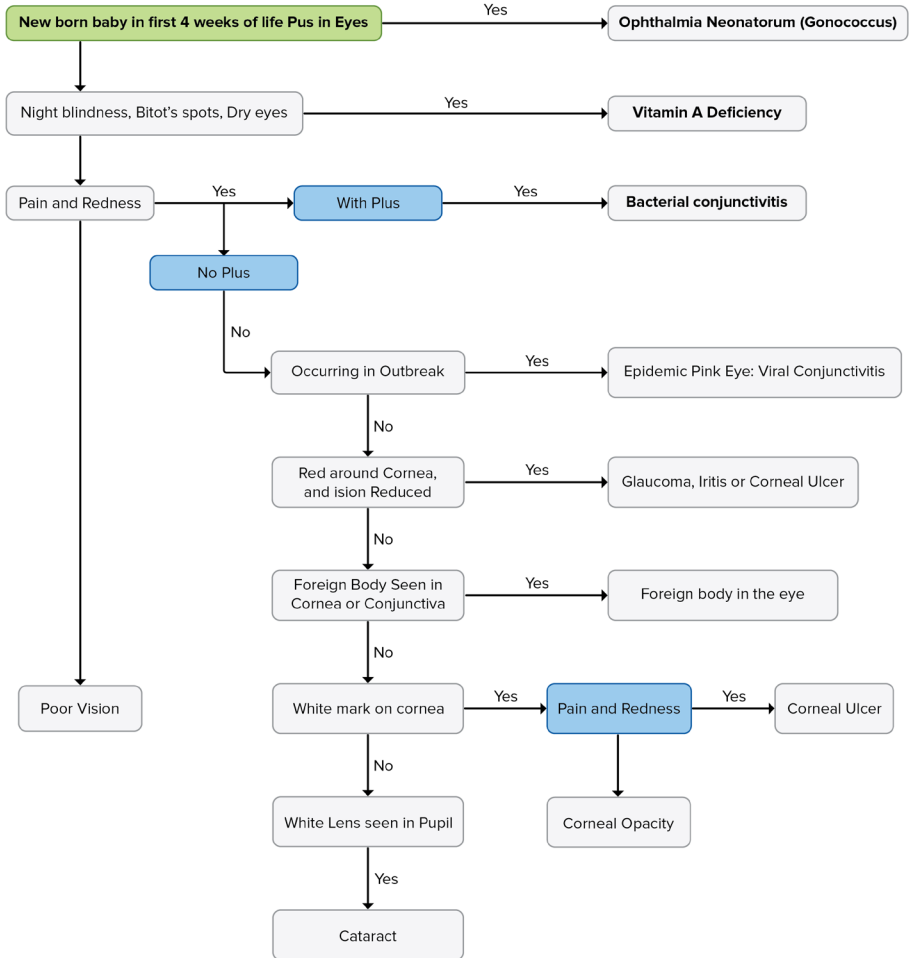 New born baby in first 4 weeks of life Pus in Eyes
Yes
Ophthalmia Neonatorum (Gonococcus)
Night blindness, Bitot's spots, Dry eyes
Yes
Vitamin A Deficiency
Pain and Redness
Yes
With Plus
Yes
Bacterial conjunctivitis
No Plus
No
Occurring in Outbreak
Yes
Epidemic Pink Eye: Viral Conjunctivitis
No
Red around Cornea,
and ision Reduced
Yes
Glaucoma, Iritis or Corneal Ulcer
No
Foreign Body Seen in
Cornea or Conjunctiva
Yes
Foreign body in the eye
No
Poor Vision
White mark on cornea
Yes
Pain and Redness
Yes
Corneal Ulcer
No
White Lens seen in Pupil
Corneal Opacity
Yes
Cataract